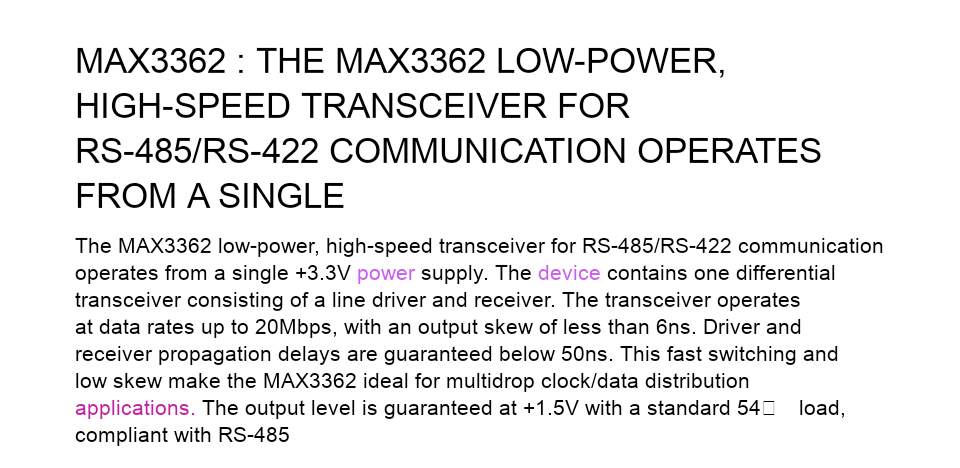 MAX3362 : THE MAX3362 LOW-POWER,
HIGH-SPEED TRANSCEIVER FOR
RS-485/RS-422 COMMUNICATION OPERATES
FROM A SINGLE
The MAX3362 low-power, high-speed transceiver for RS-485/RS-422 communication
operates from a single +3.3V power supply. The device contains one differential
transceiver consisting of a line driver and receiver. The transceiver operates
at data rates up to 20Mbps, with an output skew of less than 6ns. Driver and
receiver propagation delays are guaranteed below 50ns. This fast switching and
low skew make the MAX3362 ideal for multidrop clock/data distribution
applications. The output level is guaranteed at +1.5V with a standard 54□ load,
compliant with RS-485